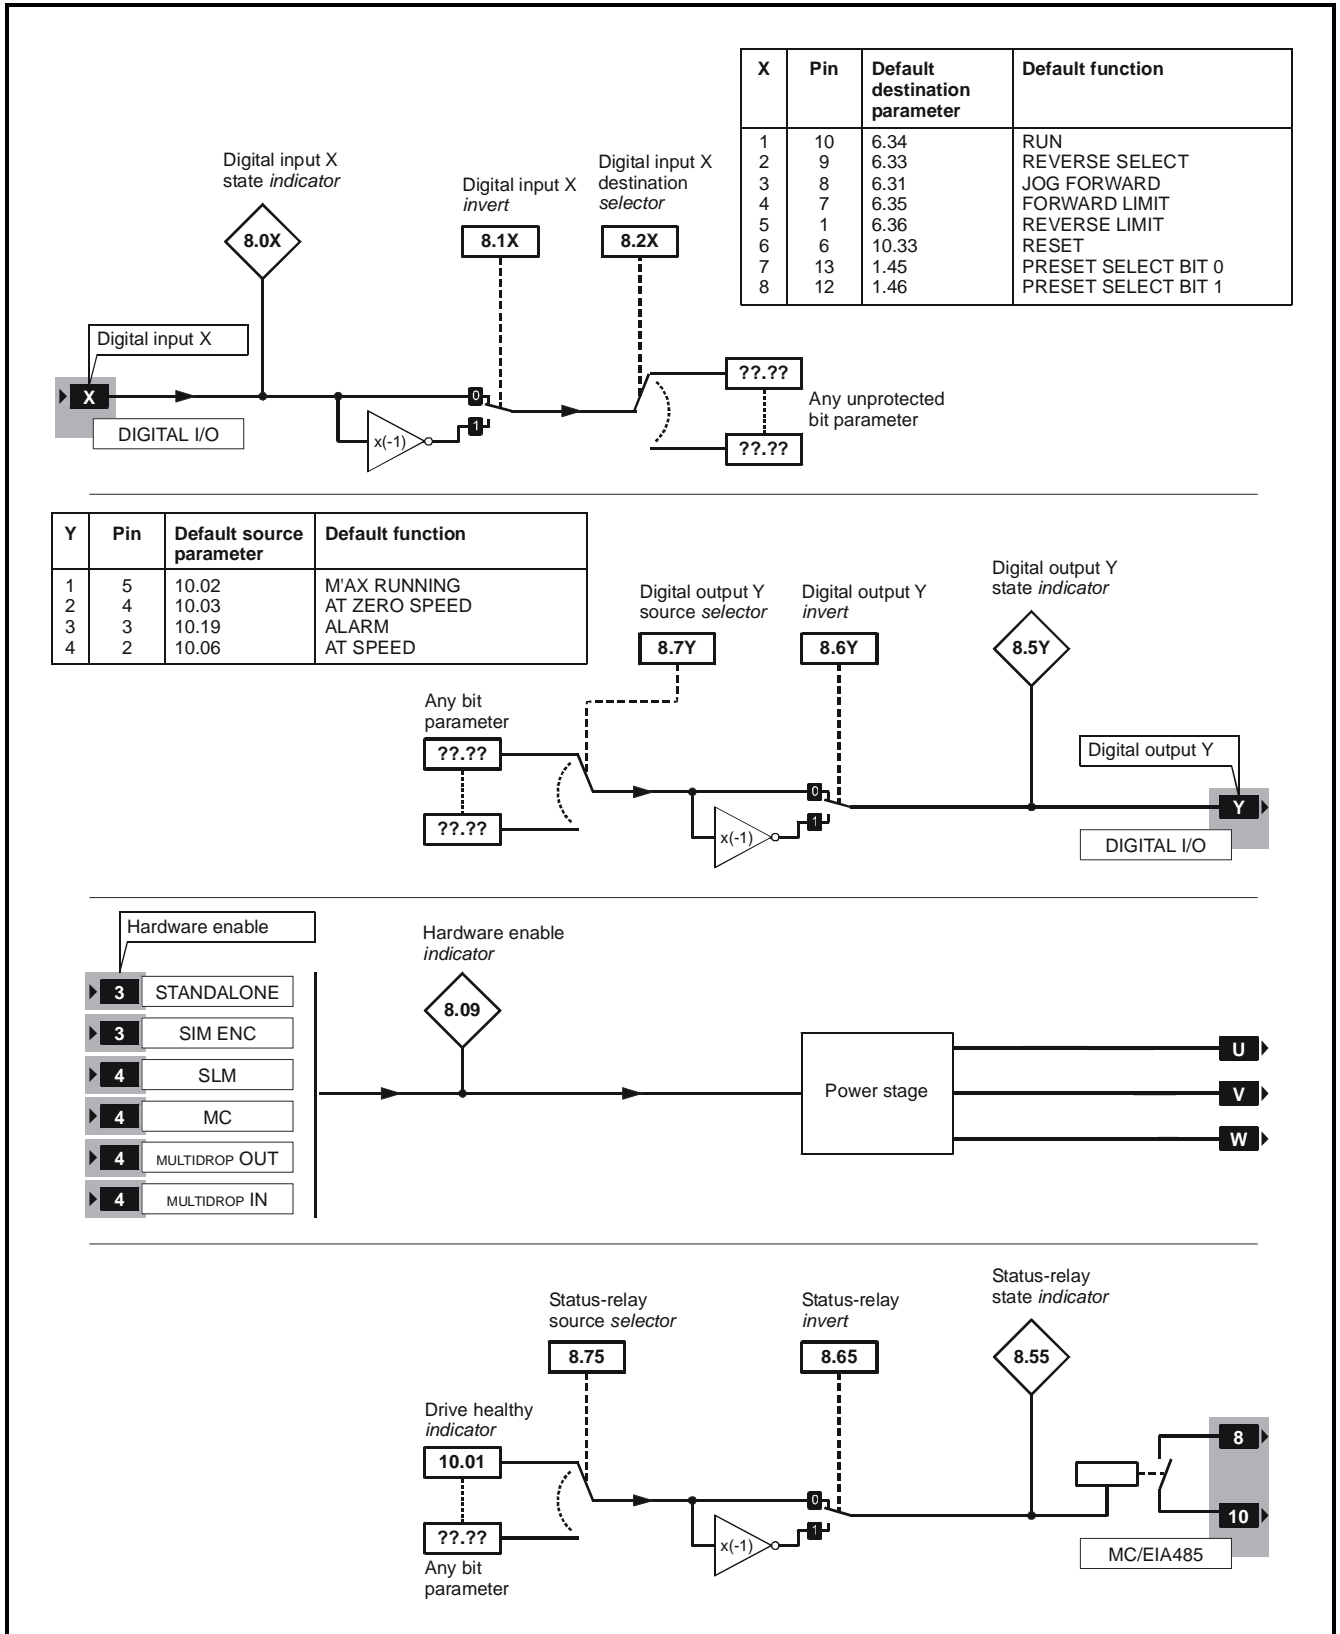 X Pin Default destination parameter Default function
1 10 6.34 RUN
2 9 6.33 REVERSE SELECT
3 8 6.31 JOG FORWARD
4 7 6.35 FORWARD LIMIT
5 1 6.36 REVERSE LIMIT
6 6 10.33 RESET
7 13 1.45 PRESET SELECT BIT 0
8 12 1.46 PRESET SELECT BIT 1
Digital input X
state indicator
8.0X
Digital input X
invert
8.1X
Digital input X
destination
selector
8.2X
Digital input X
X
DIGITAL I/O
x(-1)
0
1
??.??
??.??
Any unprotected
bit parameter
Y Pin Default source parameter Default function
1 5 10.02 M'AX RUNNING
2 4 10.03 AT ZERO SPEED
3 3 10.19 ALARM
4 2 10.06 AT SPEED
Digital output Y
source selector
8.7Y
Digital output Y
invert
8.6Y
Digital output Y
state indicator
8.5Y
Any bit
parameter
??.??
??.??
x(-1)
0
1
Digital output Y
Y
DIGITAL I/O
Hardware enable
3 STANDALONE
3 SIM ENC
4 SLM
4 MC
4 MULTIDROP OUT
4 MULTIDROP IN
Hardware enable
indicator
8.09
Power stage
U
V
W
Status-relay
source selector
8.75
Status-relay
invert
8.65
Status-relay
state indicator
8.55
Drive healthy
indicator
10.01
??.??
Any bit
parameter
x(-1)
0
1
8
10
MC/EIA485